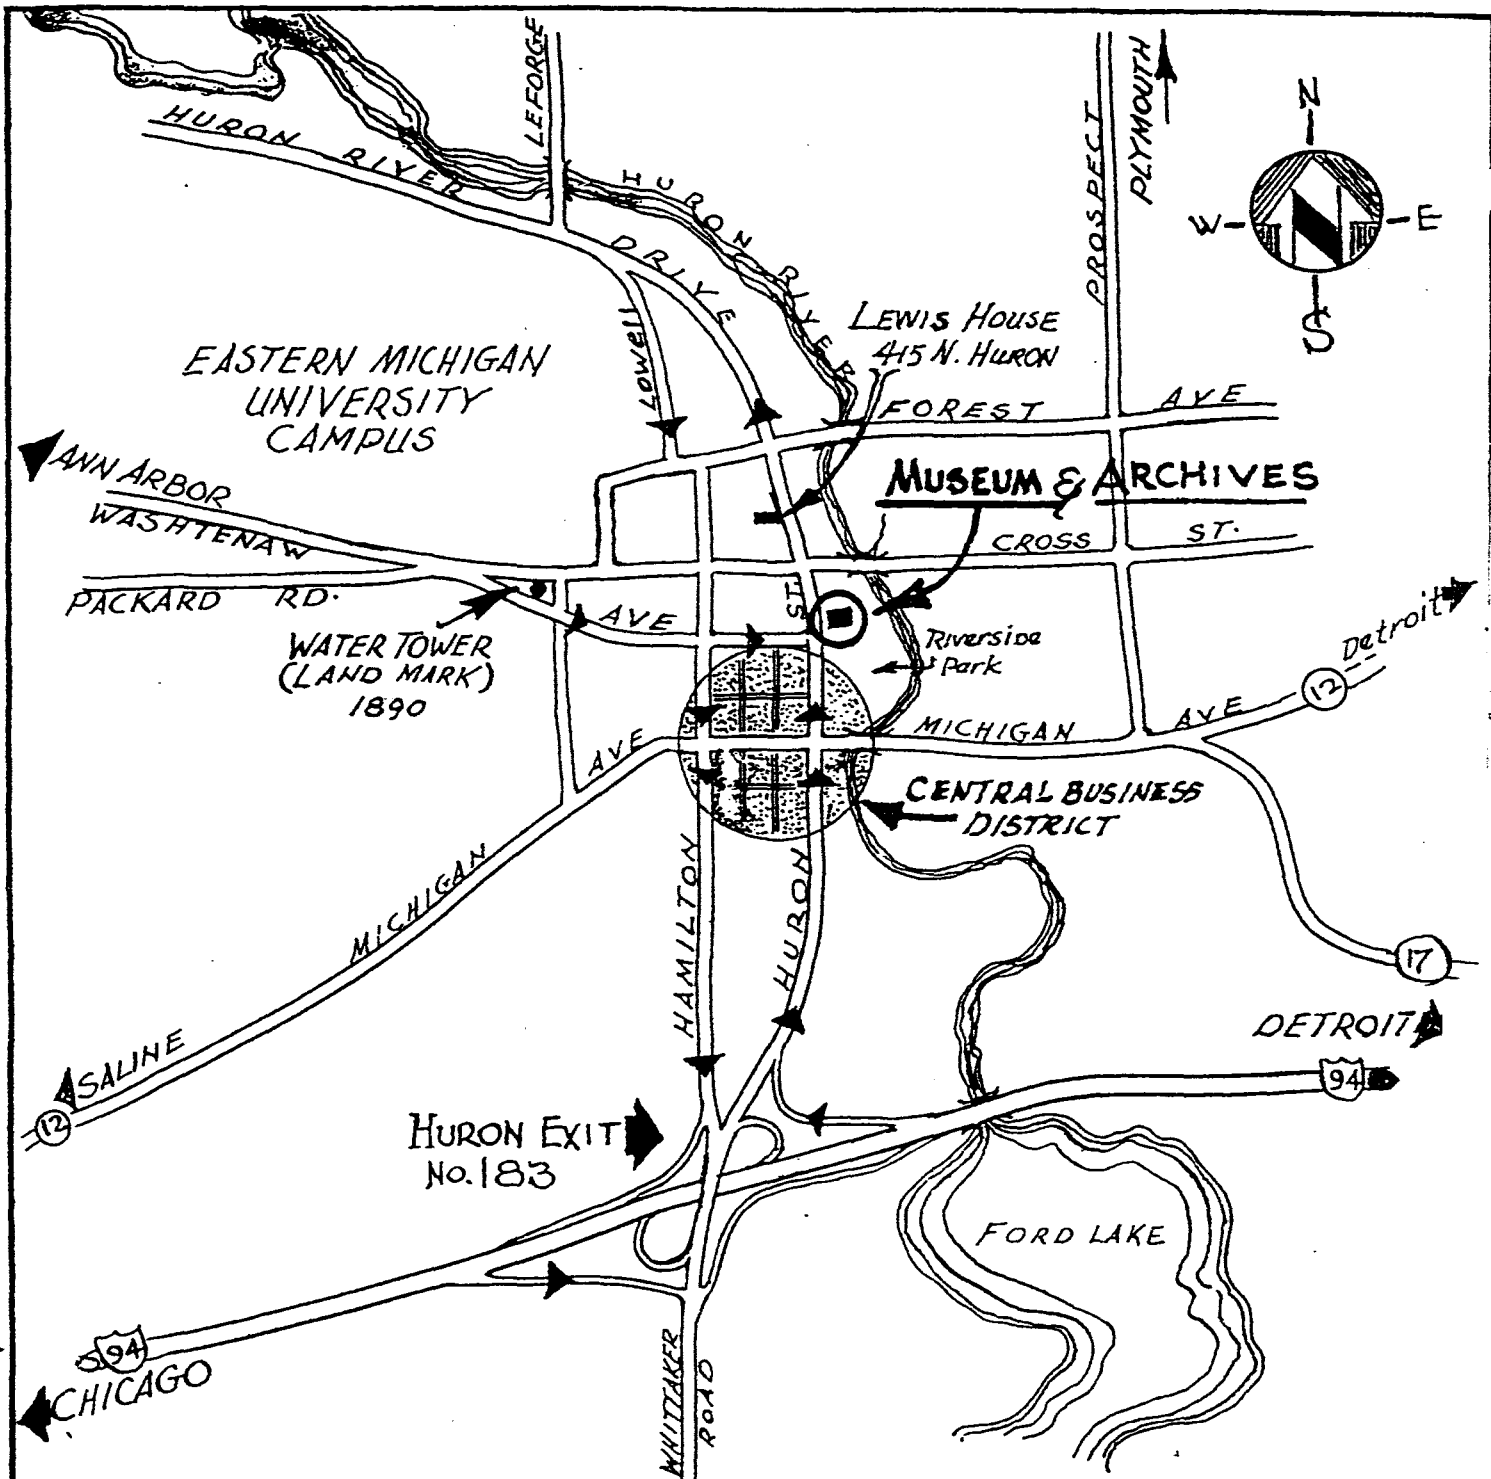 LEFORGE
PLYMOUTH
PROSPECT
HURON RIVER DRIVE
HURON RIVER
N
W
E
S
LEWIS HOUSE
415 N. HURON
Lowell
EASTERN MICHIGAN
UNIVERSITY
CAMPUS
FOREST AVE
ANN ARBOR
MUSEUM & ARCHIVES
WASHTENAW AVE
CROSS ST.
PACKARD RD.
ST.
WATER TOWER
(LAND MARK)
1890
Riverside
Park
Detroit
12
MICHIGAN AVE
AVE
CENTRAL BUSINESS
DISTRICT
MICHIGAN
HAMILTON
HURON
17
DETROIT
94
SALINE
12
HURON EXIT
No. 183
FORD LAKE
94
CHICAGO
WHITTAKER
ROAD